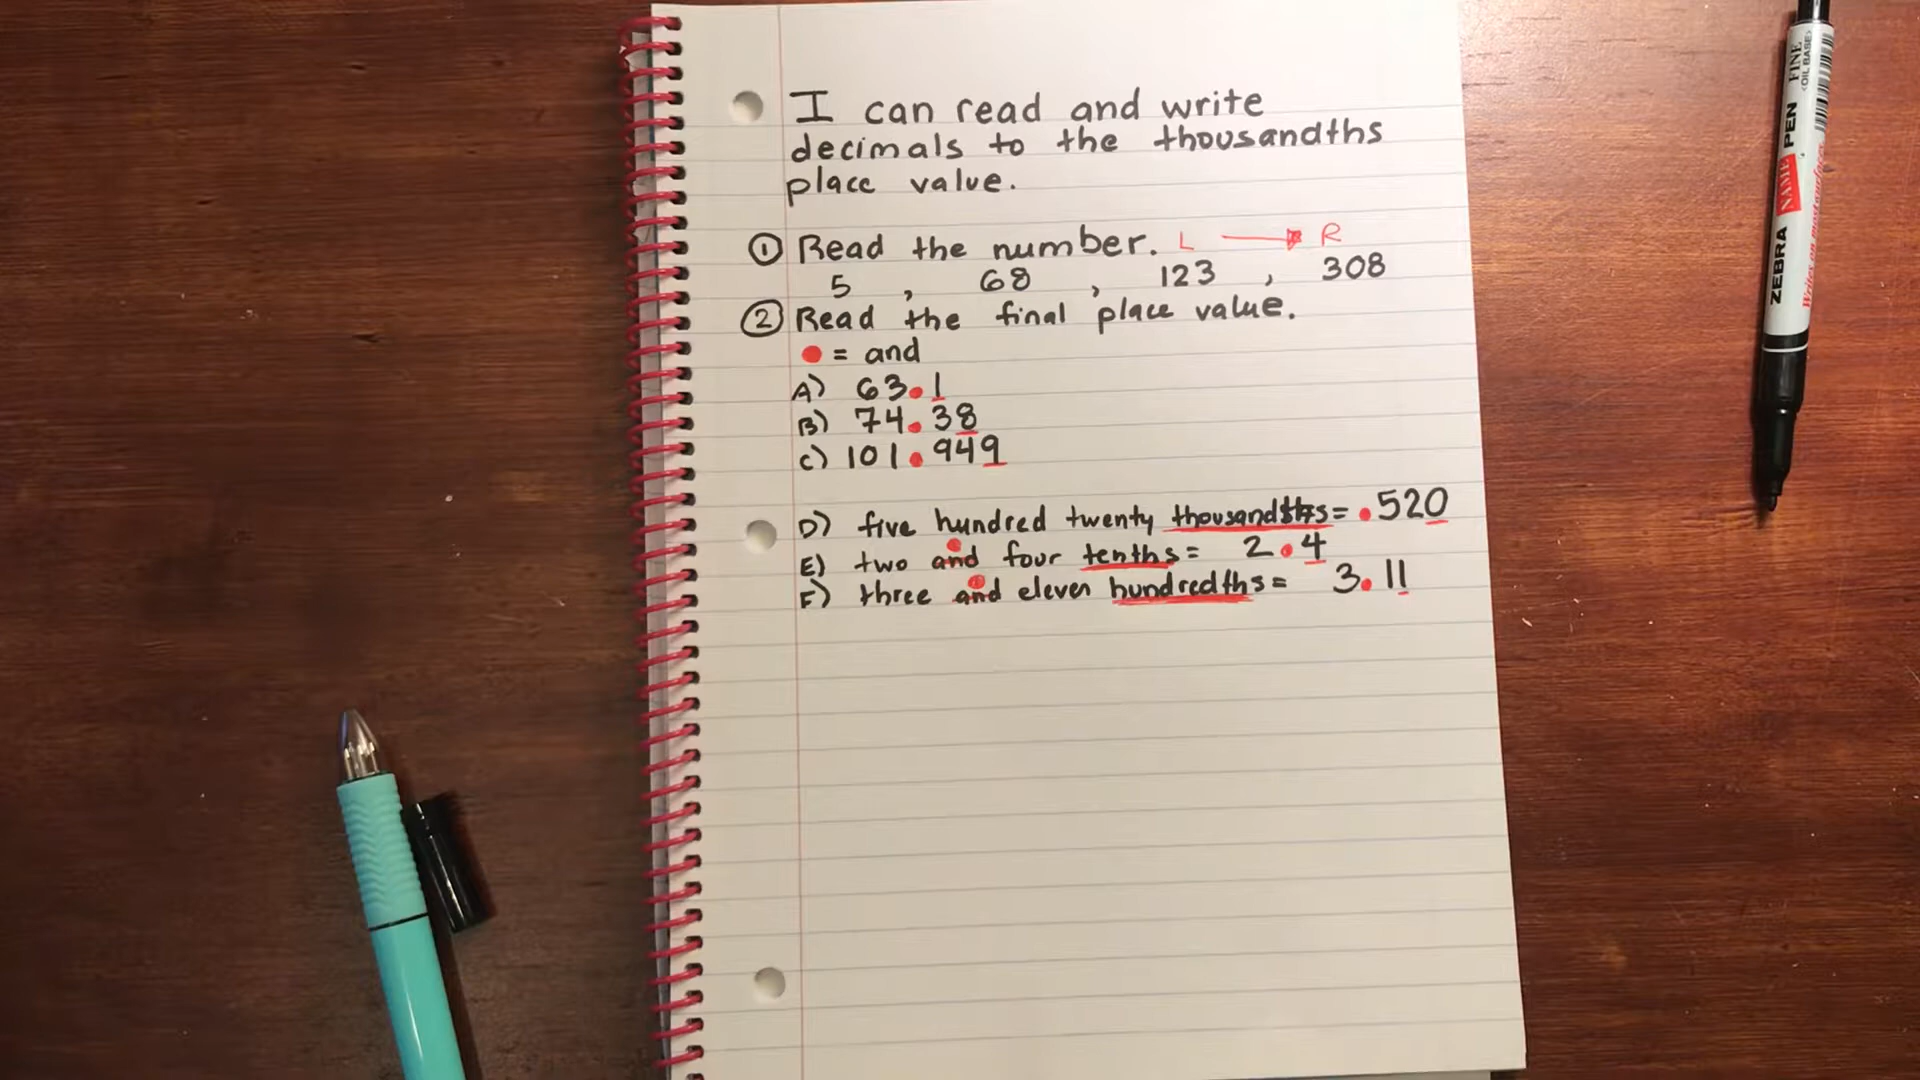 I can read and write
decimals to the thousandths
place value.
① Read the number. L → R
5 , 68 , 123 , 308
② Read the final place value.
● = and
A) 63.1
B) 74.38
C) 101.949
D) five hundred twenty thousandths = .520
E) two and four tenths = 2.4
F) three and eleven hundredths = 3.11
ZEBRA NAME PEN FINE
<OIL BASE>